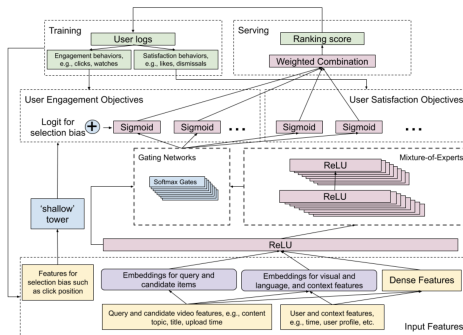 Training
Serving
User logs
Ranking score
Engagement behaviors,
e.g., clicks, watches
Satisfaction behaviors,
e.g., likes, dismissals
Weighted Combination
User Engagement Objectives
User Satisfaction Objectives
Logit for
selection bias
Sigmoid
Sigmoid
Sigmoid
Sigmoid
Gating Networks
Mixture-of-Experts
Softmax Gates
ReLU
ReLU
'shallow'
tower
ReLU
Features for
selection bias such
as click position
Embeddings for query and
candidate items
Embeddings for visual and
language, and context features
Dense Features
Query and candidate video features, e.g., content
topic, title, upload time
User and context features,
e.g., time, user profile, etc.
Input Features